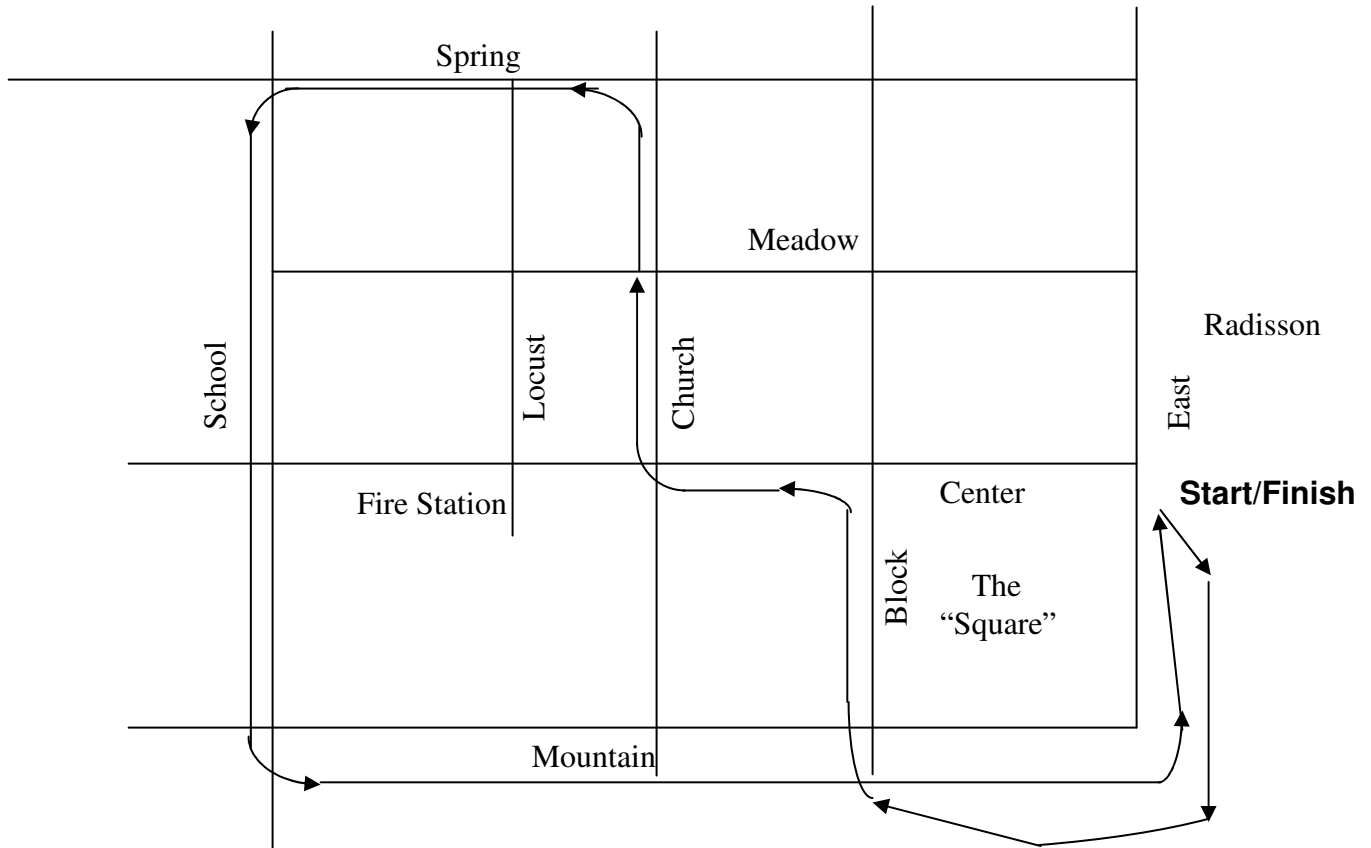 Spring
Meadow
Radisson
School
Locust
Church
East
Fire Station
Center
Start/Finish
Block
The
“Square”
Mountain